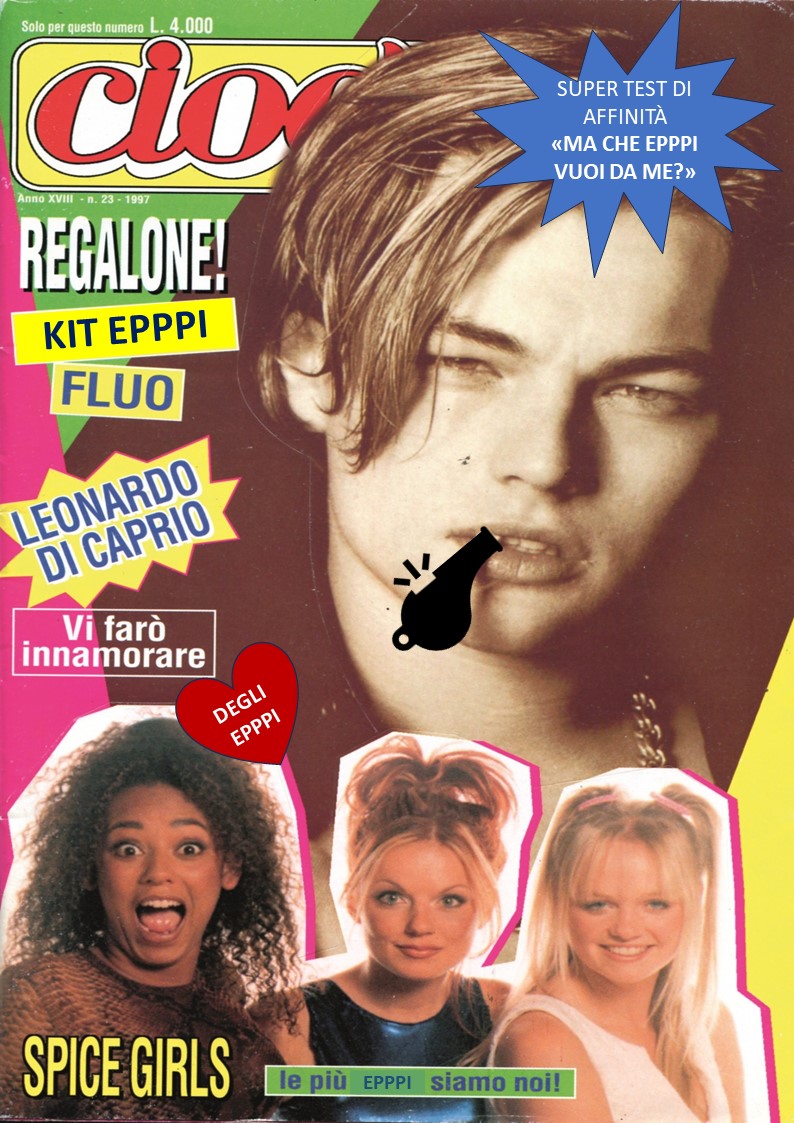 Solo per questo numero L. 4.000
cioè
Anno XVIII - n. 23 - 1997
SUPER TEST DI
AFFINITÀ
«MA CHE EPPPI
VUOI DA ME?»
REGALONE!
KIT EPPPI
FLUO
LEONARDO
DI CAPRIO
Vi farò
innamorare
DEGLI
EPPPI
SPICE GIRLS
le più EPPPI siamo noi!